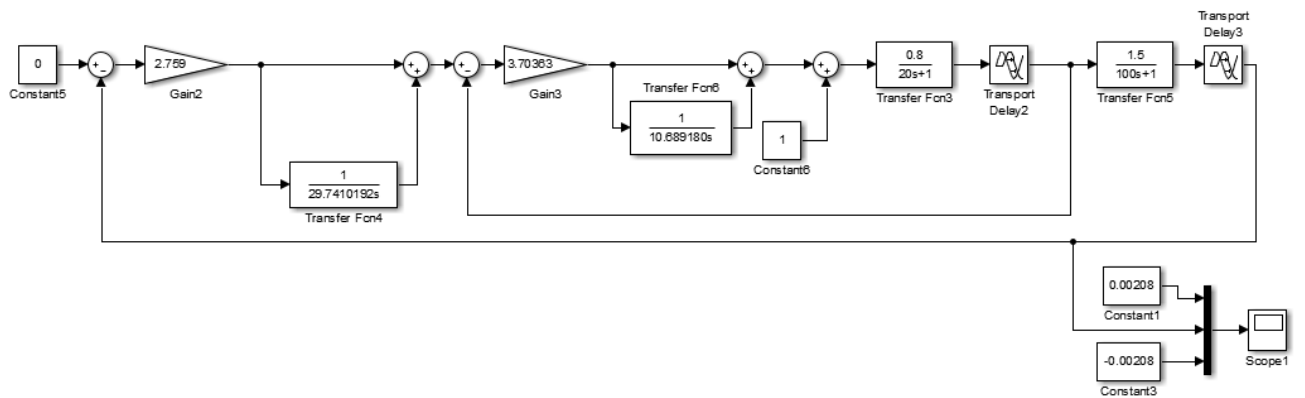 Transport
Delay3
0
Constant5
2.759
Gain2
3.70363
Gain3
Transfer Fcn6
1
10.689180s
1
Constant6
0.8
20s+1
Transfer Fcn3
Transport
Delay2
1.5
100s+1
Transfer Fcn5
1
29.7410192s
Transfer Fcn4
0.00208
Constant1
-0.00208
Constant3
Scope1